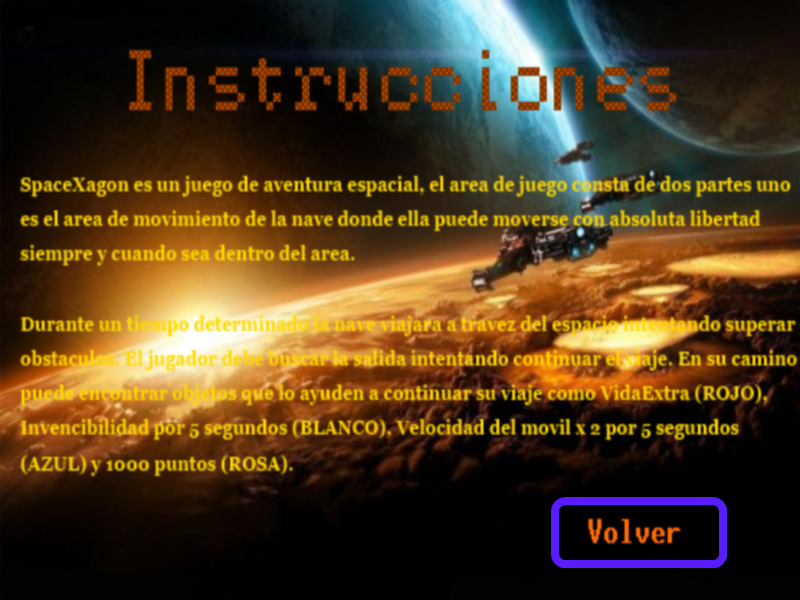 Instrucciones
SpaceXagon es un juego de aventura espacial, el area de juego consta de dos partes uno
es el area de movimiento de la nave donde ella puede moverse con absoluta libertad
siempre y cuando sea dentro del area.
Durante un tiempo determinado la nave viajara a travez del espacio intentando superar
obstaculos. El jugador debe buscar la salida intentando continuar el viaje. En su camino
puede encontrar objetos que lo ayuden a continuar su viaje como VidaExtra (ROJO),
Invencibilidad por 5 segundos (BLANCO), Velocidad del movil x 2 por 5 segundos
(AZUL) y 1000 puntos (ROSA).
Volver